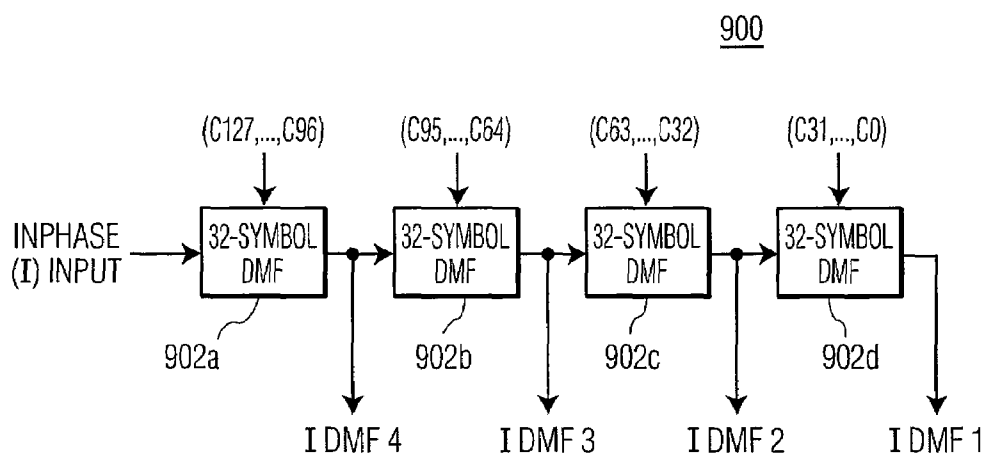 900
(C127,...,C96)
(C95,...,C64)
(C63,...,C32)
(C31,...,C0)
INPHASE
(I) INPUT
32-SYMBOL
DMF
32-SYMBOL
DMF
32-SYMBOL
DMF
32-SYMBOL
DMF
902a
902b
902c
902d
I DMF 4
I DMF 3
I DMF 2
I DMF 1